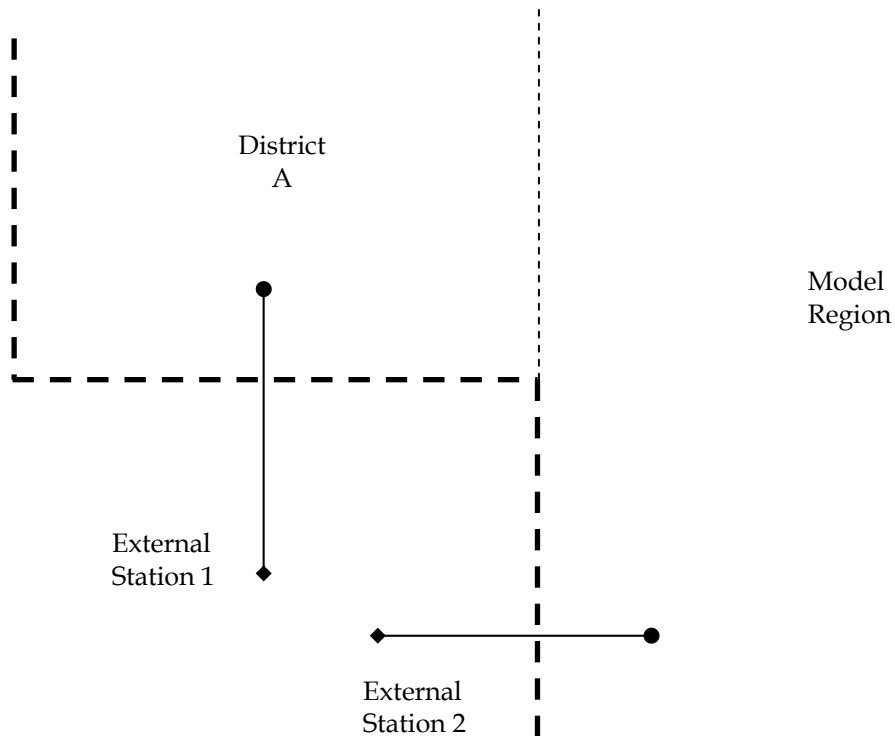 District
A
Model
Region
External
Station 1
External
Station 2